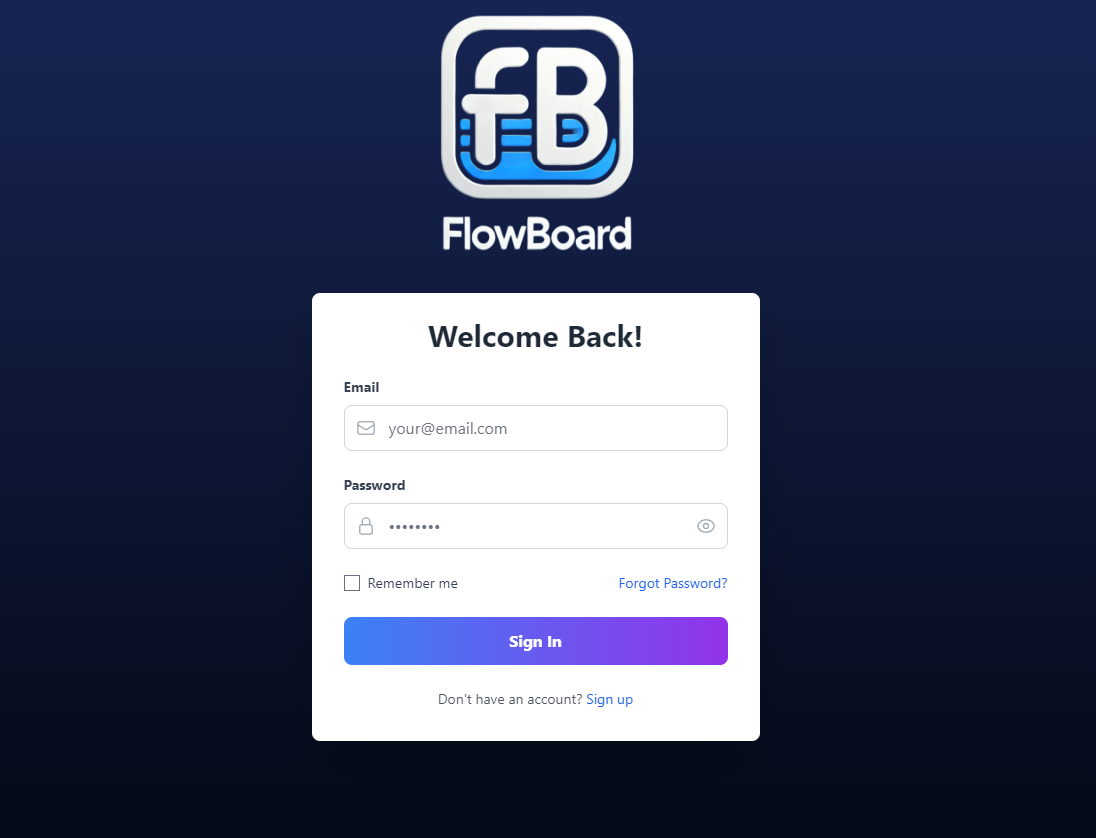 fB
FlowBoard
Welcome Back!
Email
your@email.com
Password
••••••••
Remember me
Forgot Password?
Sign In
Don't have an account? Sign up